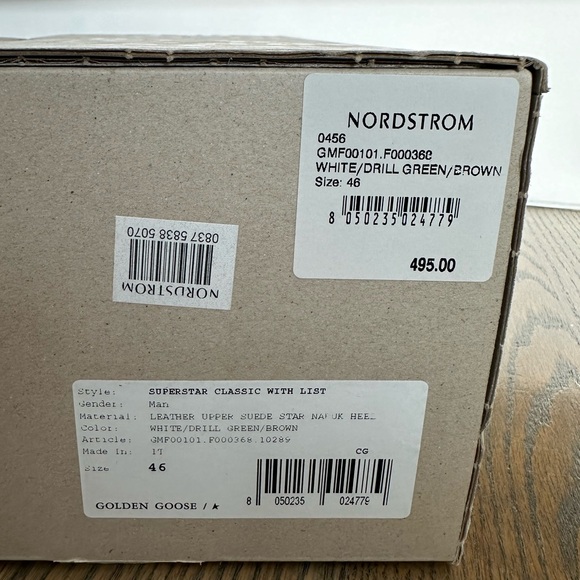 NORDSTROM
0456
GMF00101.F000368
WHITE/DRILL GREEN/BROWN
Size: 46
8 050235 024779
495.00
0837 5838 5070
NORDSTROM
Style: SUPERSTAR CLASSIC WITH LIST
Gender: Man
Material: LEATHER UPPER SUEDE STAR NABUK HEEL
Color: WHITE/DRILL GREEN/BROWN
Article: GMF00101.F000368.10289
Made In: IT
CG
Size 46
8 050235 024779
GOLDEN GOOSE /